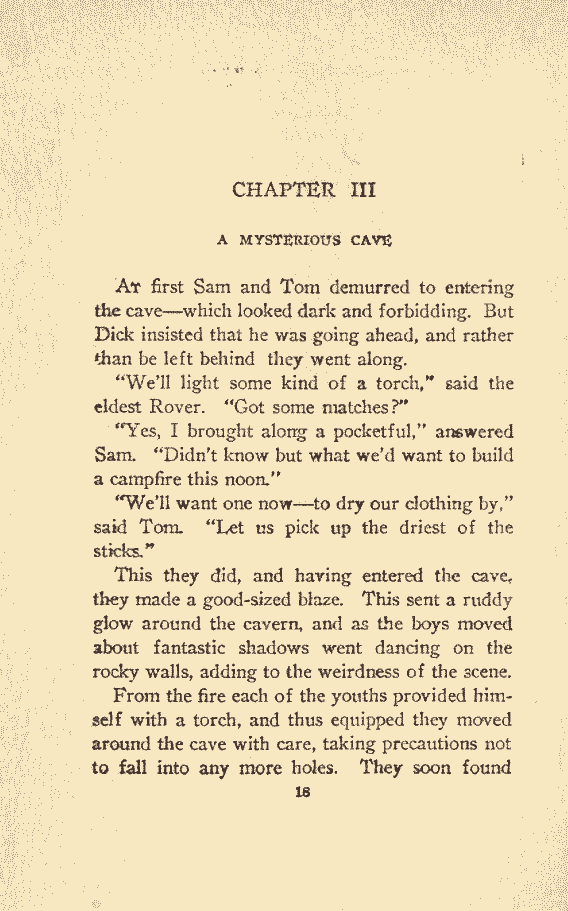 CHAPTER III
A MYSTERIOUS CAVE
At first Sam and Tom demurred to entering
the cave—which looked dark and forbidding. But
Dick insisted that he was going ahead, and rather
than be left behind they went along.
"We'll light some kind of a torch," said the
eldest Rover. "Got some matches?"
"Yes, I brought along a pocketful," answered
Sam. "Didn't know but what we'd want to build
a campfire this noon."
"We'll want one now—to dry our clothing by,"
said Tom. "Let us pick up the driest of the
sticks."
This they did, and having entered the cave,
they made a good-sized blaze. This sent a ruddy
glow around the cavern, and as the boys moved
about fantastic shadows went dancing on the
rocky walls, adding to the weirdness of the scene.
From the fire each of the youths provided him-
self with a torch, and thus equipped they moved
around the cave with care, taking precautions not
to fall into any more holes. They soon found
18